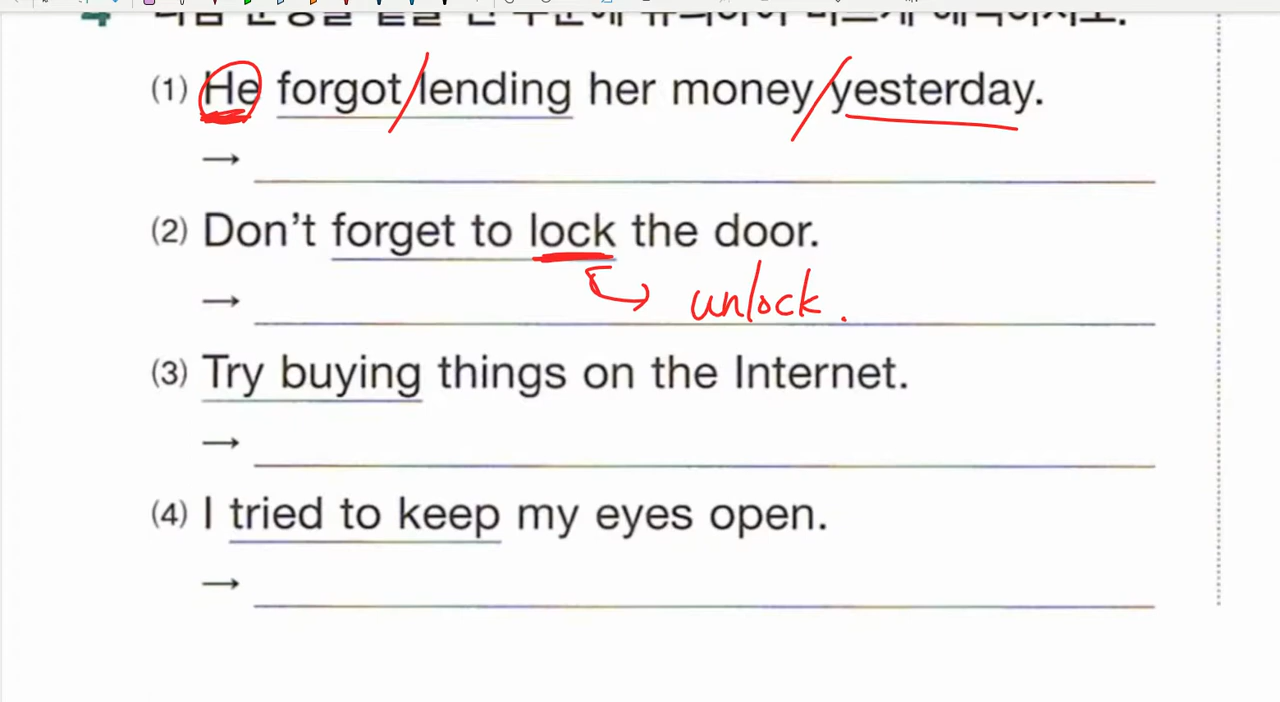 (1) He forgot lending her money yesterday.
→
(2) Don't forget to lock the door.
→ unlock.
(3) Try buying things on the Internet.
→
(4) I tried to keep my eyes open.
→